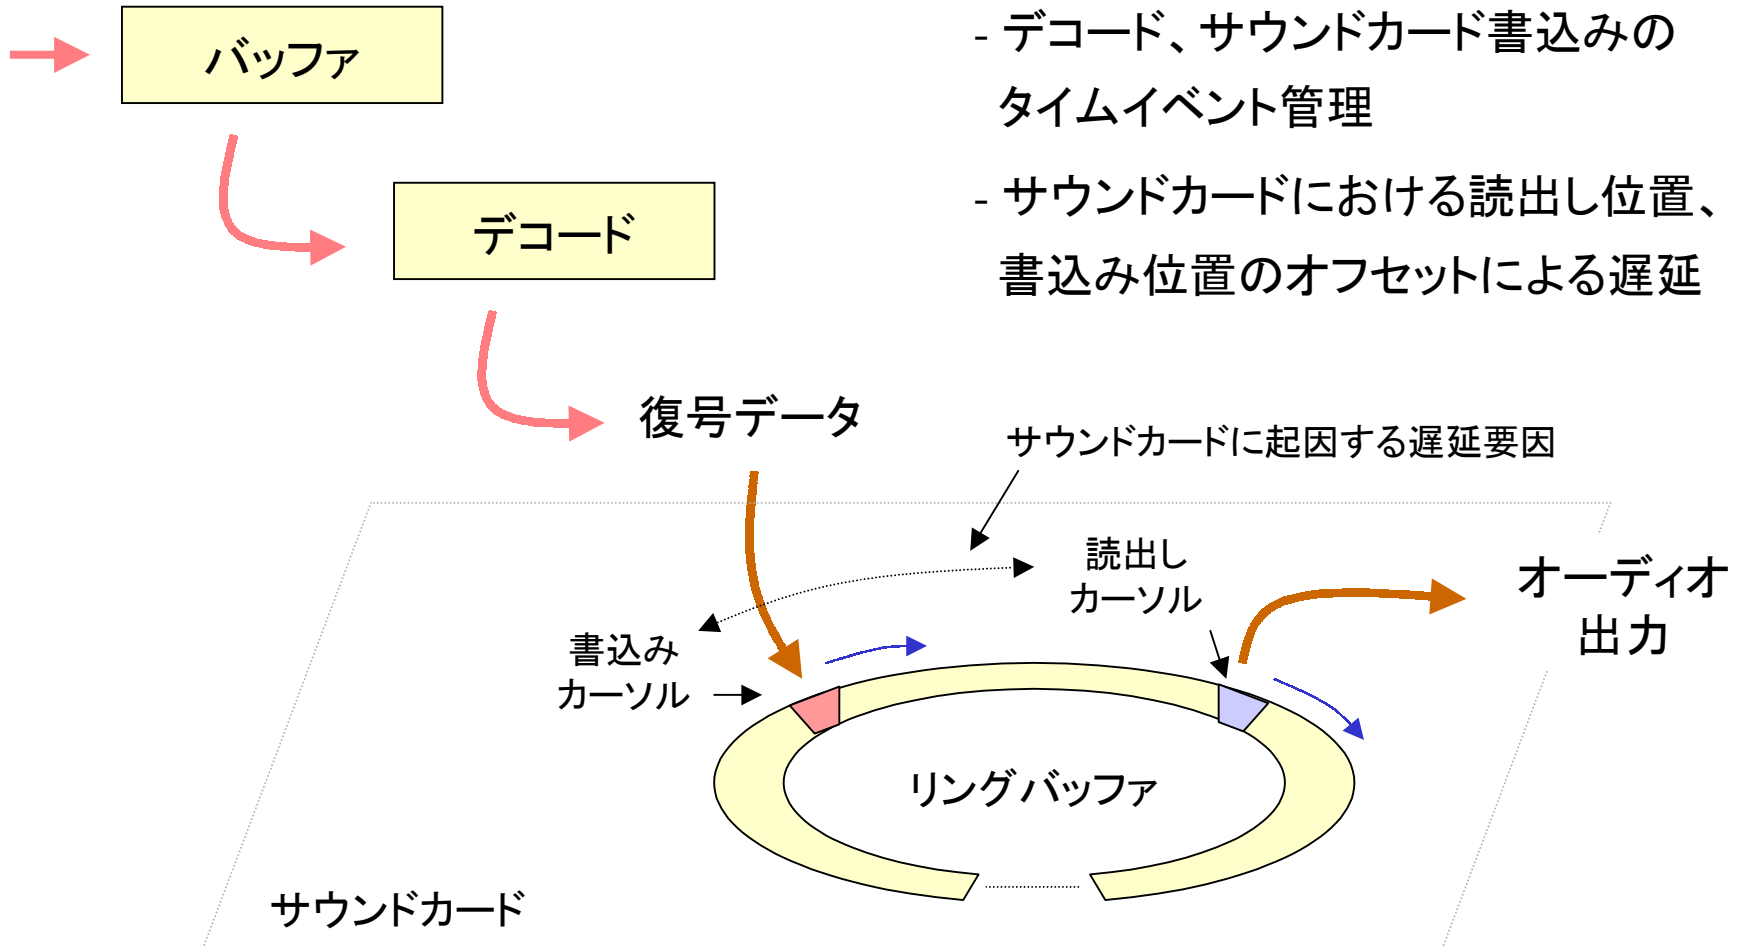 バッファ
- デコード、サウンドカード書込みの
タイムイベント管理
デコード
- サウンドカードにおける読出し位置、
書込み位置のオフセットによる遅延
復号データ
サウンドカードに起因する遅延要因
読出し
カーソル
オーディオ
出力
書込み
カーソル
リングバッファ
サウンドカード